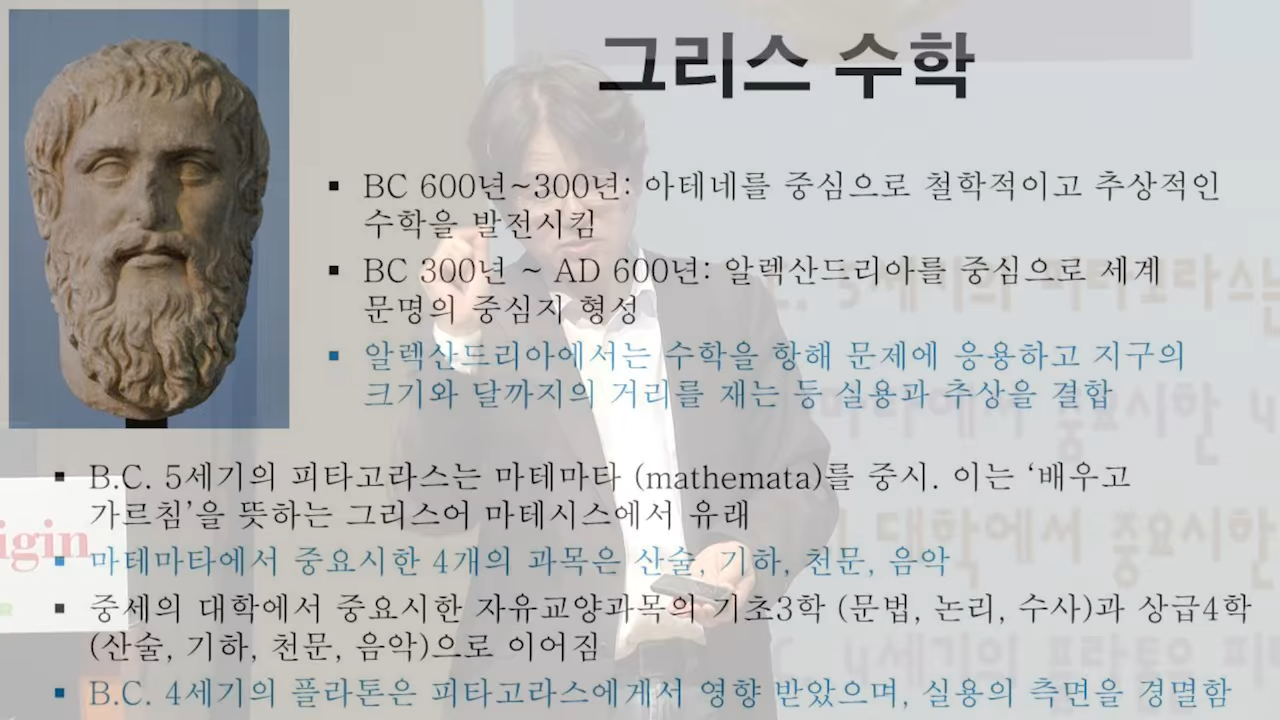 그리스 수학
▪ BC 600년~300년: 아테네를 중심으로 철학적이고 추상적인
수학을 발전시킴
▪ BC 300년 ~ AD 600년: 알렉산드리아를 중심으로 세계
문명의 중심지 형성
▪ 알렉산드리아에서는 수학을 항해 문제에 응용하고 지구의
크기와 달까지의 거리를 재는 등 실용과 추상을 결합
▪ B.C. 5세기의 피타고라스는 마테마타 (mathemata)를 중시. 이는 ‘배우고
가르침’을 뜻하는 그리스어 마테시스에서 유래
igin
▪ 마테마타에서 중요시한 4개의 과목은 산술, 기하, 천문, 음악
▪ 중세의 대학에서 중요시한 자유교양과목의 기초3학 (문법, 논리, 수사)과 상급4학
(산술, 기하, 천문, 음악)으로 이어짐
▪ B.C. 4세기의 플라톤은 피타고라스에게서 영향 받았으며, 실용의 측면을 경멸함